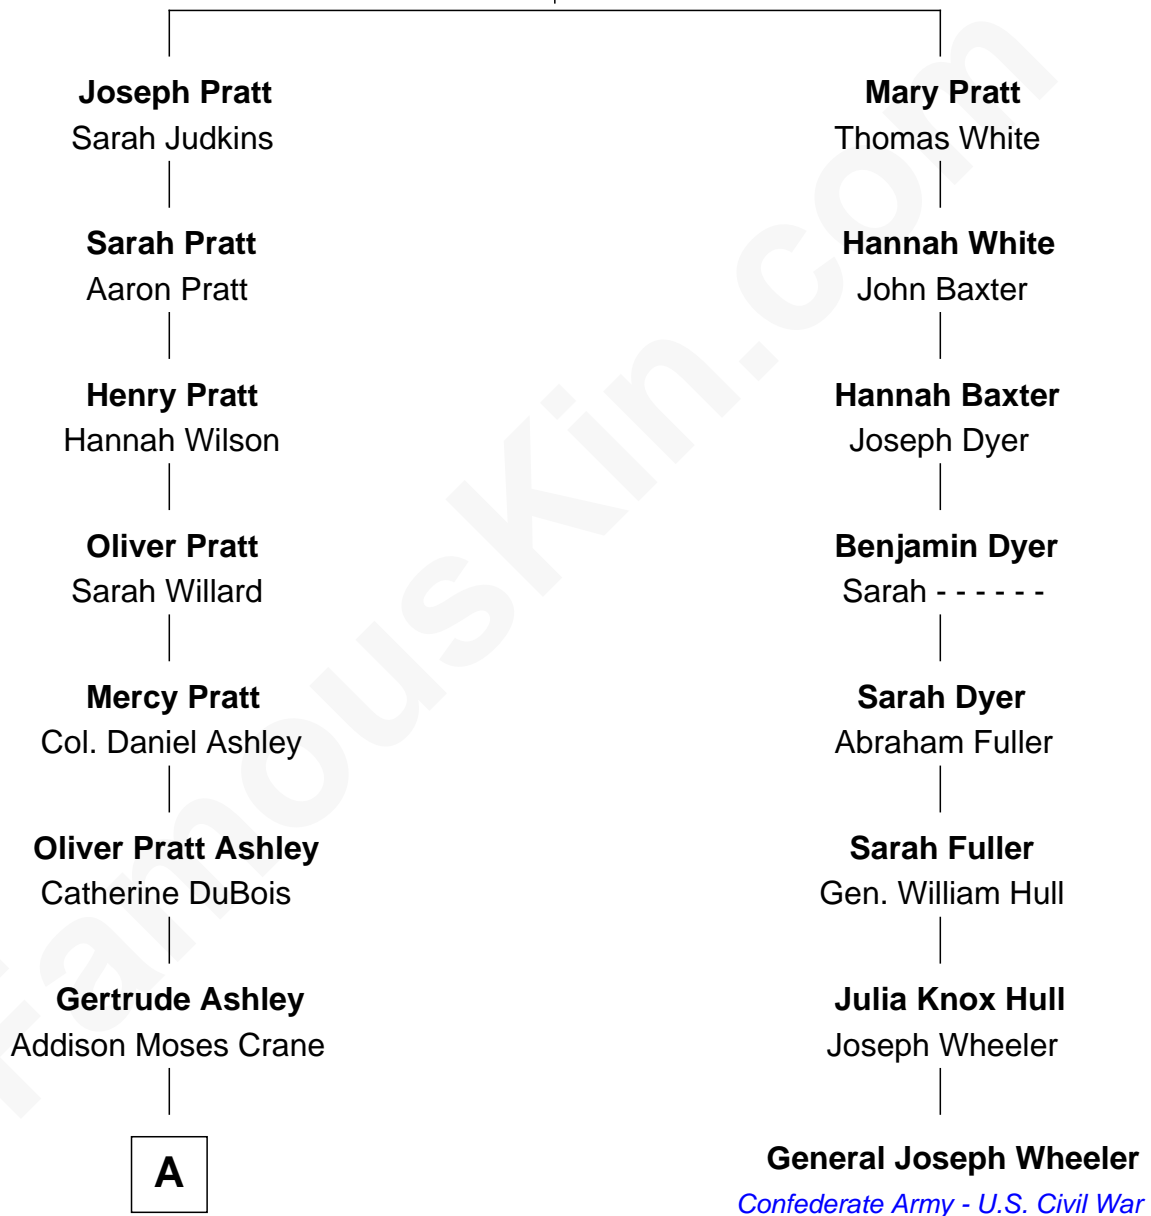 Joseph Pratt
Sarah Judkins
Sarah Pratt
Aaron Pratt
Henry Pratt
Hannah Wilson
Oliver Pratt
Sarah Willard
Mercy Pratt
Col. Daniel Ashley
Oliver Pratt Ashley
Catherine DuBois
Gertrude Ashley
Addison Moses Crane
A
Mary Pratt
Thomas White
Hannah White
John Baxter
Hannah Baxter
Joseph Dyer
Benjamin Dyer
Sarah - - - - - -
Sarah Dyer
Abraham Fuller
Sarah Fuller
Gen. William Hull
Julia Knox Hull
Joseph Wheeler
General Joseph Wheeler
Confederate Army - U.S. Civil War
FamousKin.com